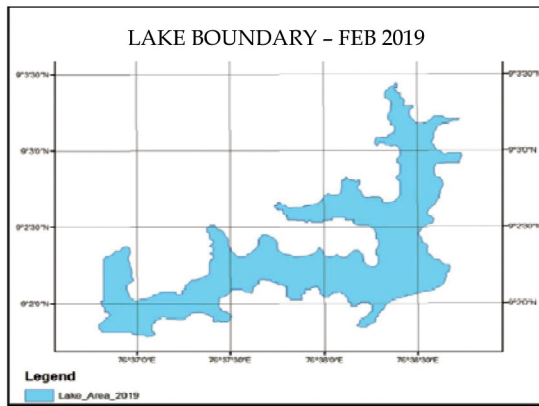 LAKE BOUNDARY – FEB 2019
9°3'30"N 9°3'30"N
9°3'0"N 9°3'0"N
9°2'30"N 9°2'30"N
9°2'0"N 9°2'0"N
76°37'0"E 76°37'30"E 76°38'0"E 76°38'30"E
Legend
Lake_Area_2019